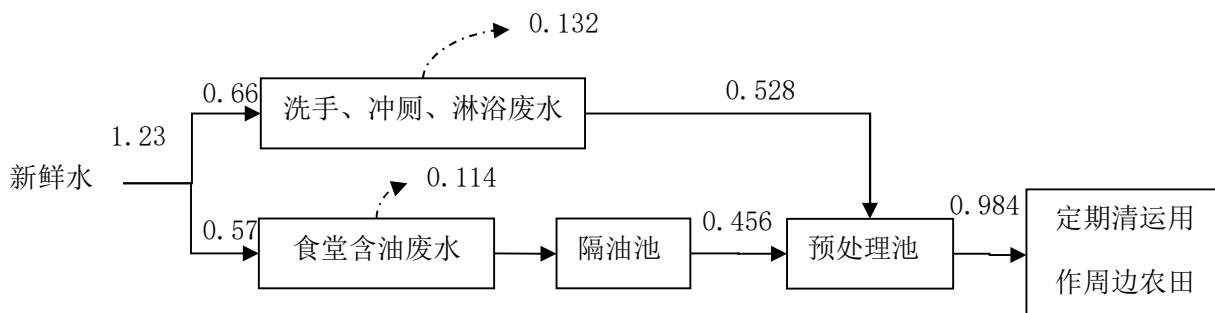 0.132
0.66
洗手、冲厕、淋浴废水
0.528
1.23
新鲜水
0.114
0.57
食堂含油废水
隔油池
0.456
预处理池
0.984
定期清运用
作周边农田